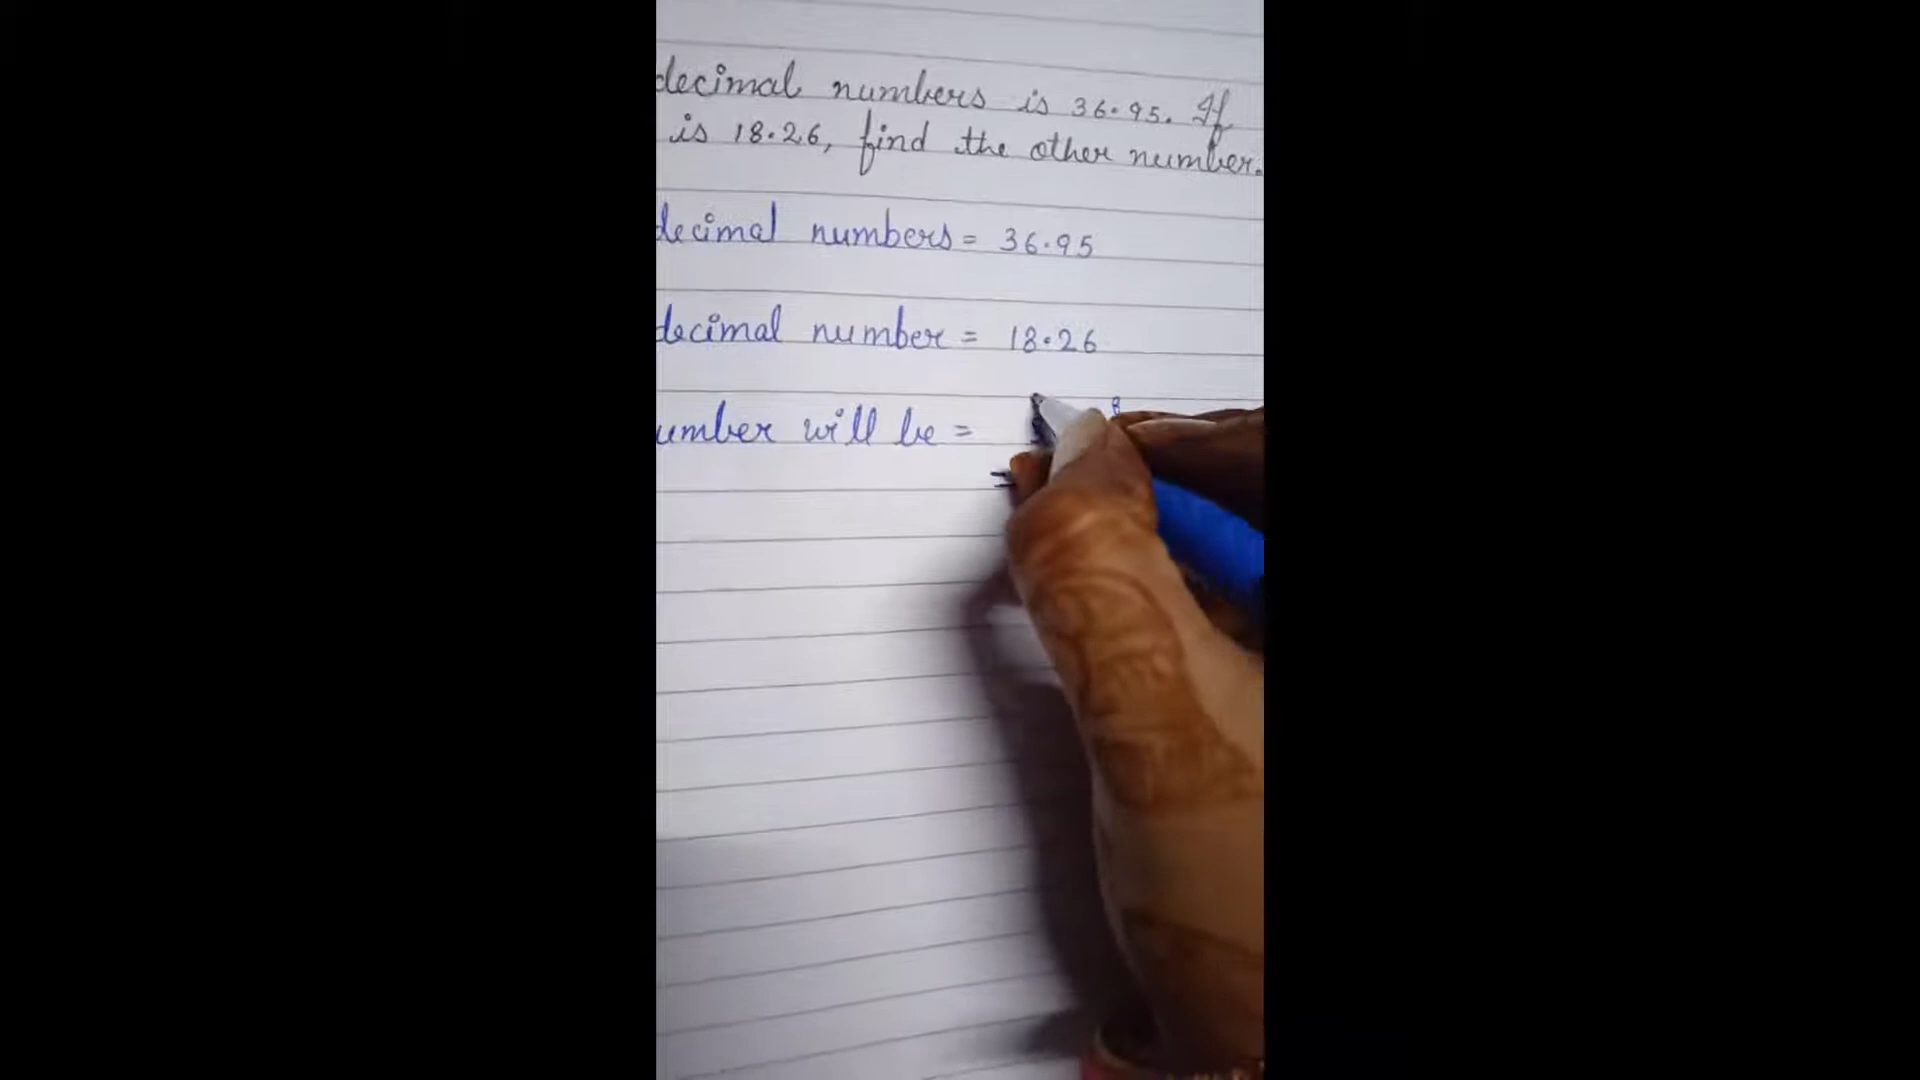 decimal numbers is 36.95. If
is 18.26, find the other number.
decimal numbers = 36.95
decimal number = 18.26
umber will be =
8
=